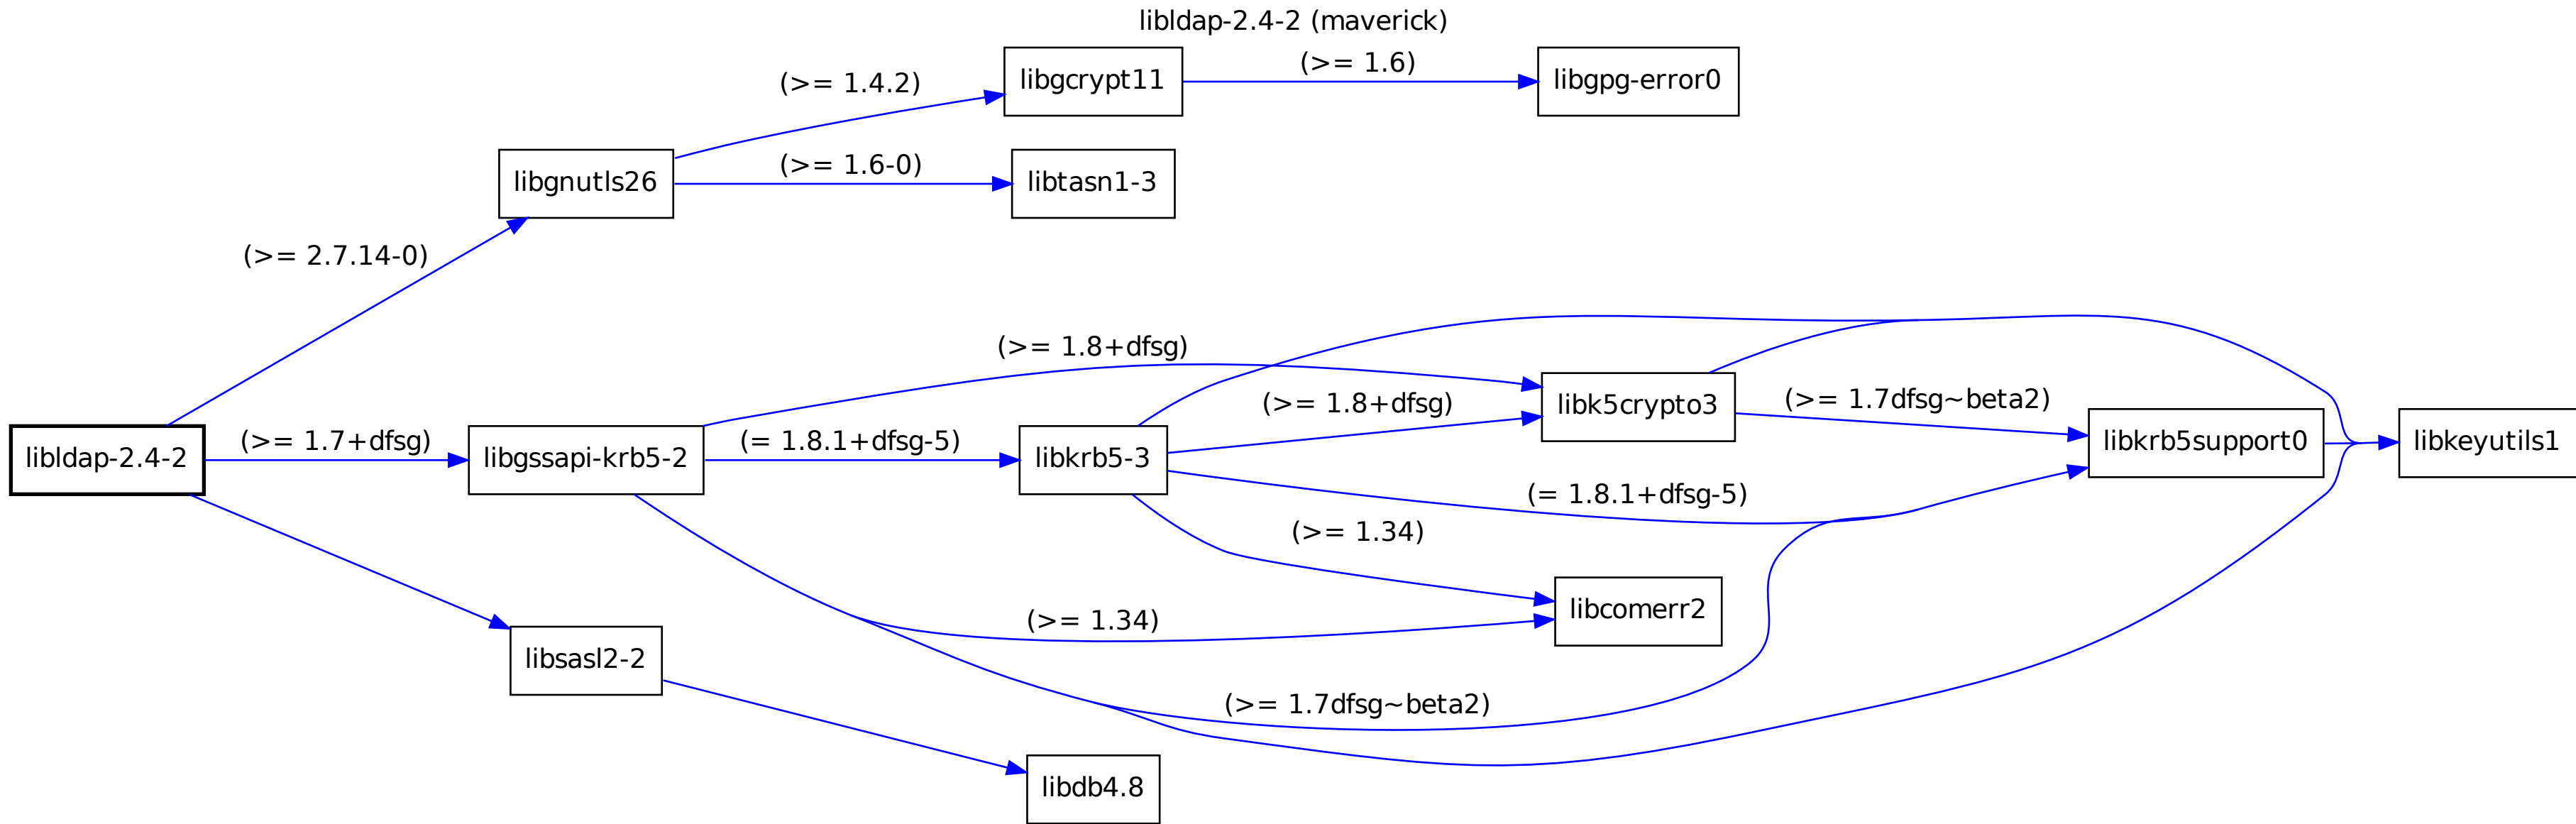 libldap-2.4-2 (maverick)
(>= 1.6)
(>= 1.4.2)
libgcrypt11
libgpg-error0
(>= 1.6-0)
libgnutls26
libtasn1-3
(>= 2.7.14-0)
(>= 1.8+dfsg)
(>= 1.8+dfsg)
libk5crypto3
(>= 1.7dfsg~beta2)
(>= 1.7+dfsg)
(= 1.8.1+dfsg-5)
libkrb5support0
libkeyutils1
libldap-2.4-2
libgssapi-krb5-2
libkrb5-3
(= 1.8.1+dfsg-5)
(>= 1.34)
libcomerr2
(>= 1.34)
libsasl2-2
(>= 1.7dfsg~beta2)
libdb4.8